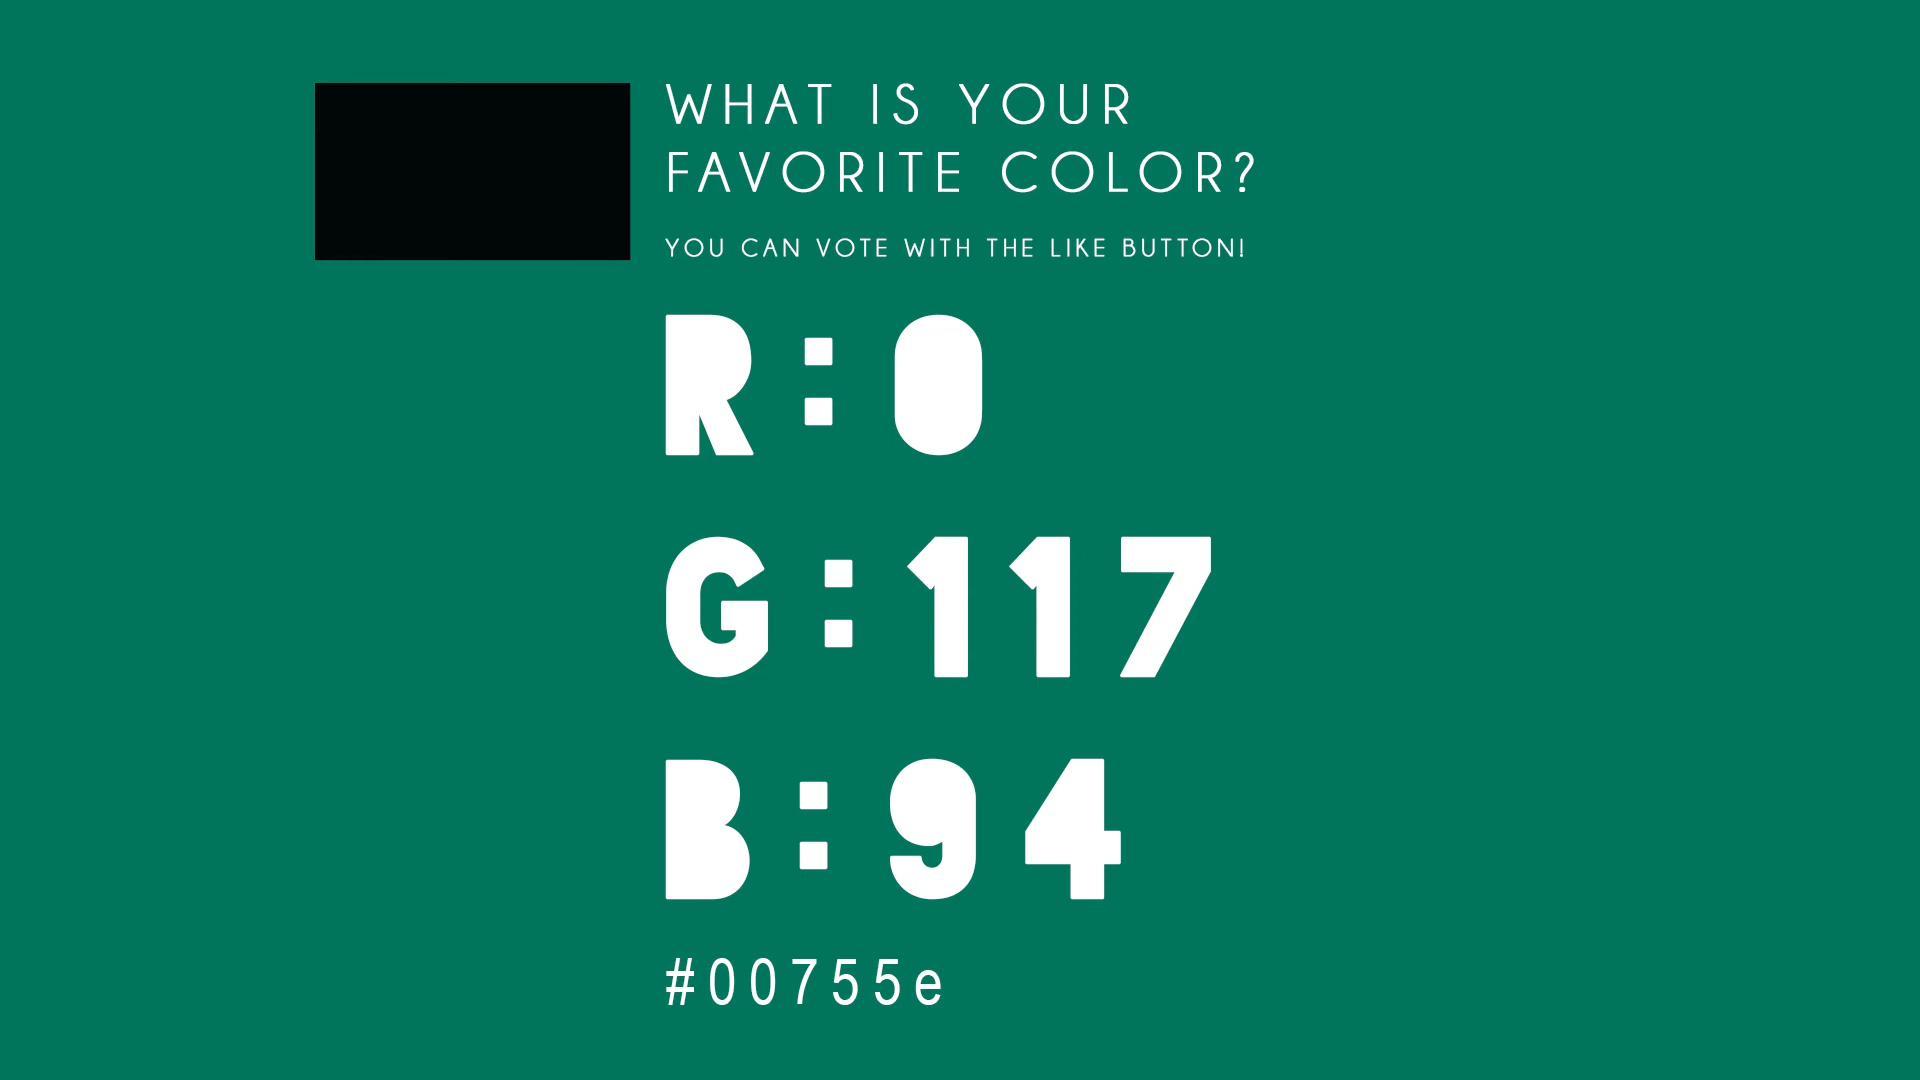 WHAT IS YOUR
FAVORITE COLOR?
YOU CAN VOTE WITH THE LIKE BUTTON!
R:0
G:117
B:94
#00755e